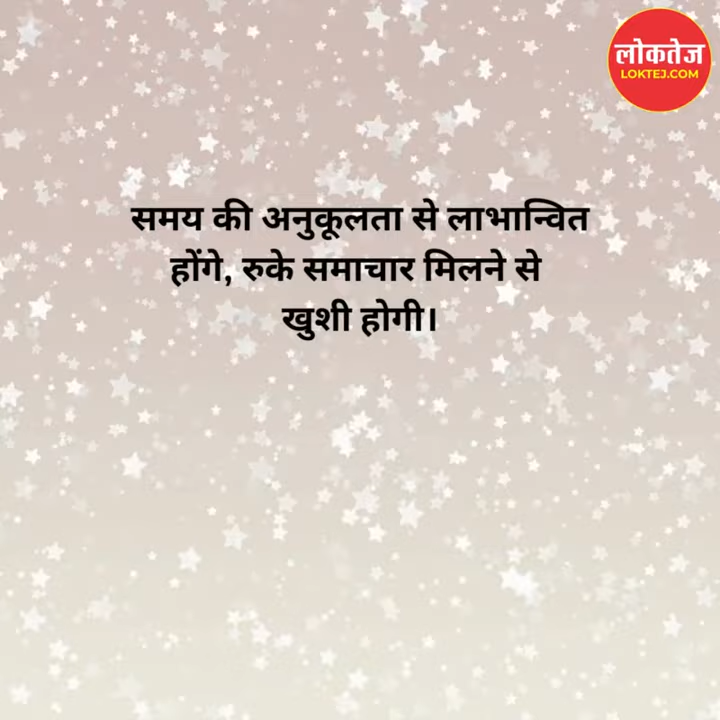 लोकतेज
LOKTEJ.COM
समय की अनुकूलता से लाभान्वित
होंगे, रुके समाचार मिलने से
खुशी होगी।